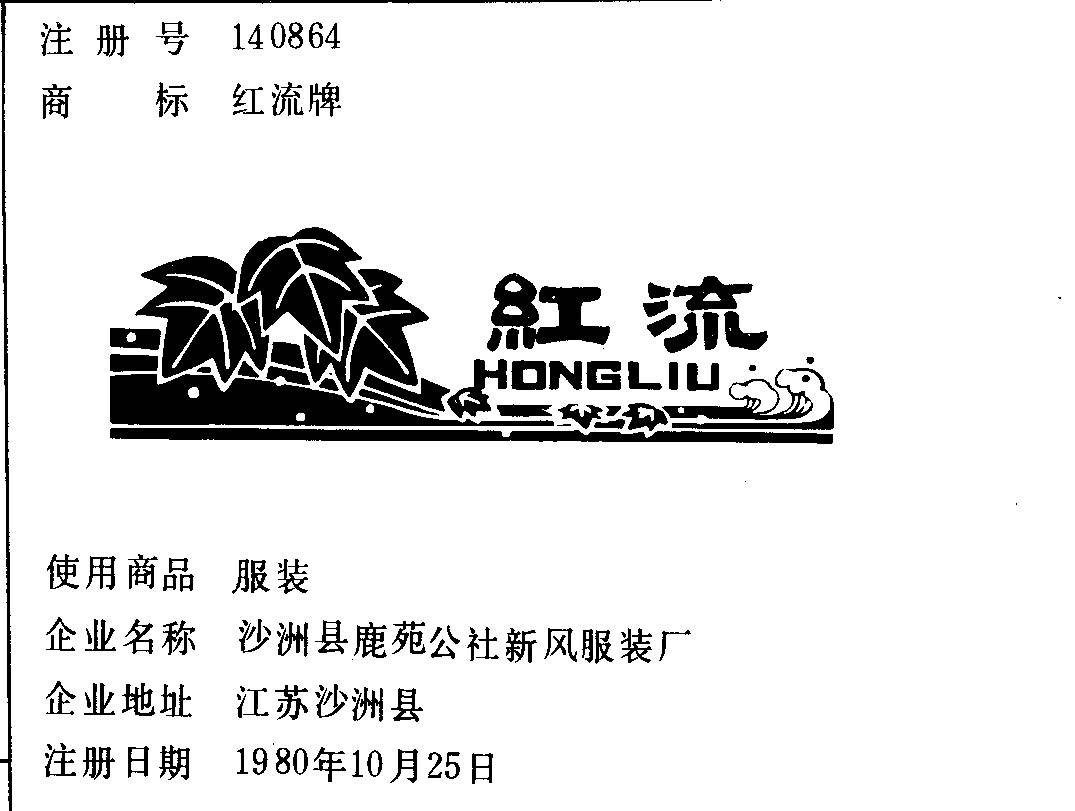 注册号 140864
商标 红流牌
紅流
HONGLIU
使用商品 服装
企业名称 沙洲县鹿苑公社新风服装厂
企业地址 江苏沙洲县
注册日期 1980年10月25日